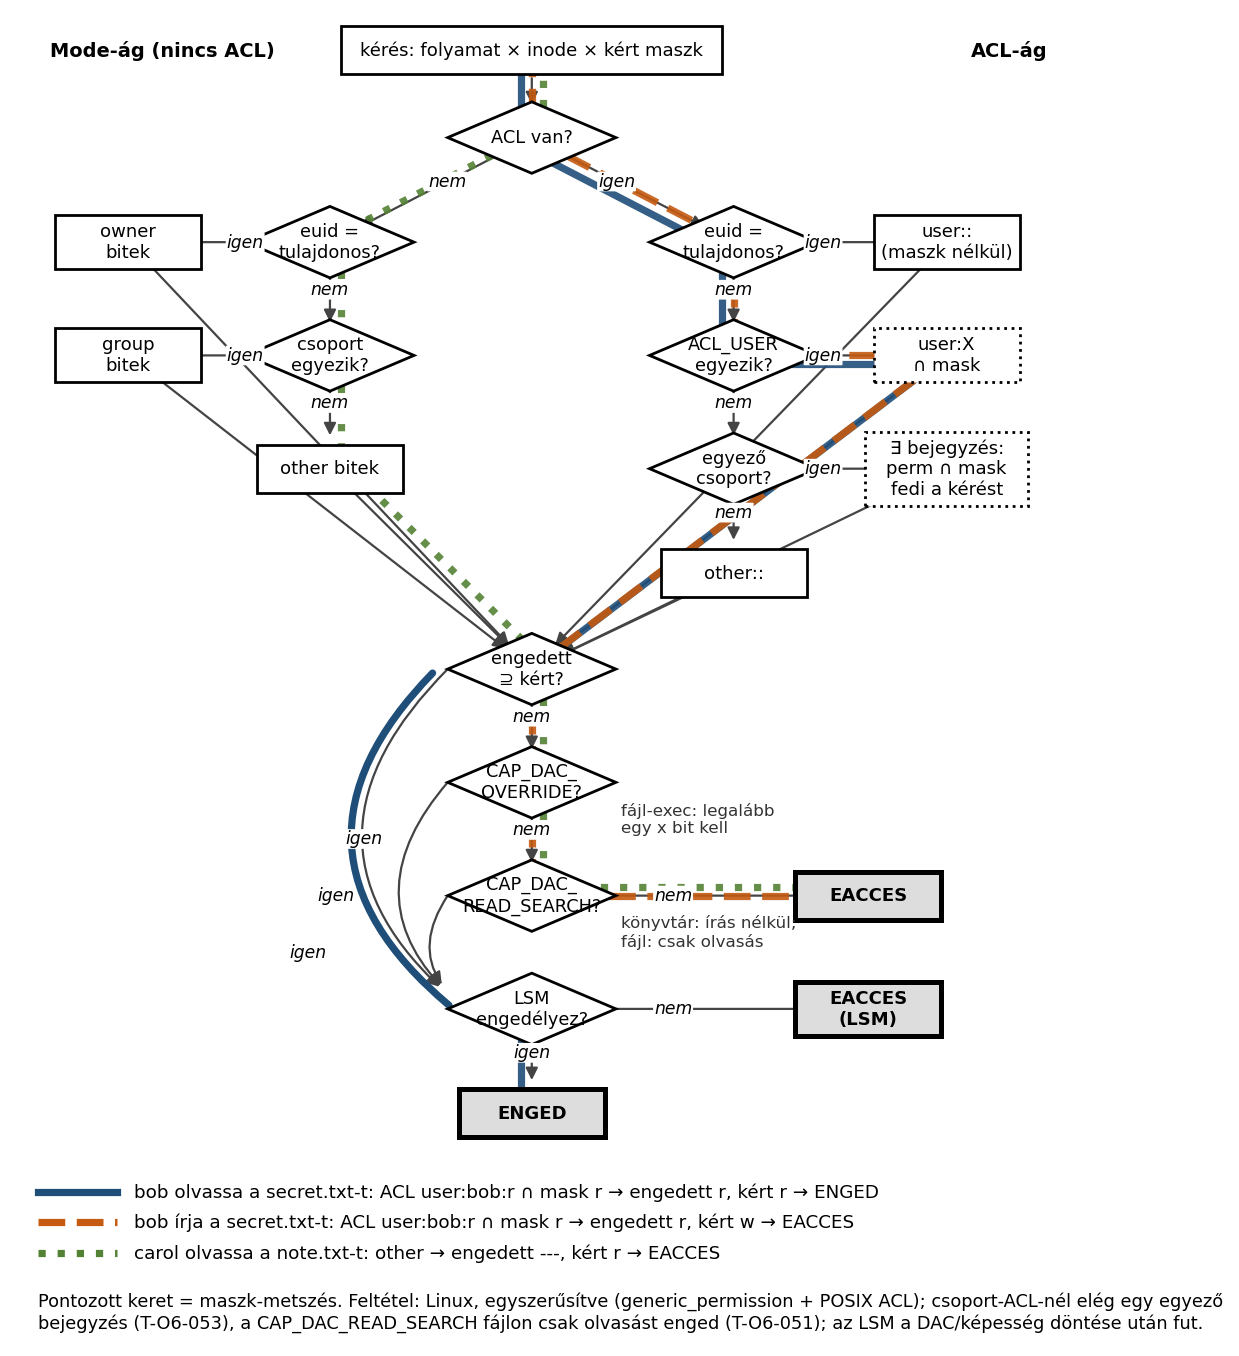 Mode-ág (nincs ACL)
kérés: folyamat × inode × kért maszk
ACL-ág
ACL van?
nem
igen
owner
bitek
igen
euid =
tulajdonos?
euid =
tulajdonos?
igen
user::
(maszk nélkül)
nem
nem
group
bitek
igen
csoport
egyezik?
ACL_USER
egyezik?
igen
user:X
∩ mask
nem
nem
other bitek
egyező
csoport?
igen
∃ bejegyzés:
perm ∩ mask
fedi a kérést
nem
other::
engedett
⊇ kért?
nem
CAP_DAC_
OVERRIDE?
fájl-exec: legalább
egy x bit kell
nem
igen
igen
CAP_DAC_
READ_SEARCH?
nem
EACCES
könyvtár: írás nélkül,
fájl: csak olvasás
igen
LSM
engedélyez?
nem
EACCES
(LSM)
igen
ENGED
bob olvassa a secret.txt-t: ACL user:bob:r ∩ mask r → engedett r, kért r → ENGED
bob írja a secret.txt-t: ACL user:bob:r ∩ mask r → engedett r, kért w → EACCES
carol olvassa a note.txt-t: other → engedett ---, kért r → EACCES
Pontozott keret = maszk-metszés. Feltétel: Linux, egyszerűsítve (generic_permission + POSIX ACL); csoport-ACL-nél elég egy egyező
bejegyzés (T-O6-053), a CAP_DAC_READ_SEARCH fájlon csak olvasást enged (T-O6-051); az LSM a DAC/képesség döntése után fut.